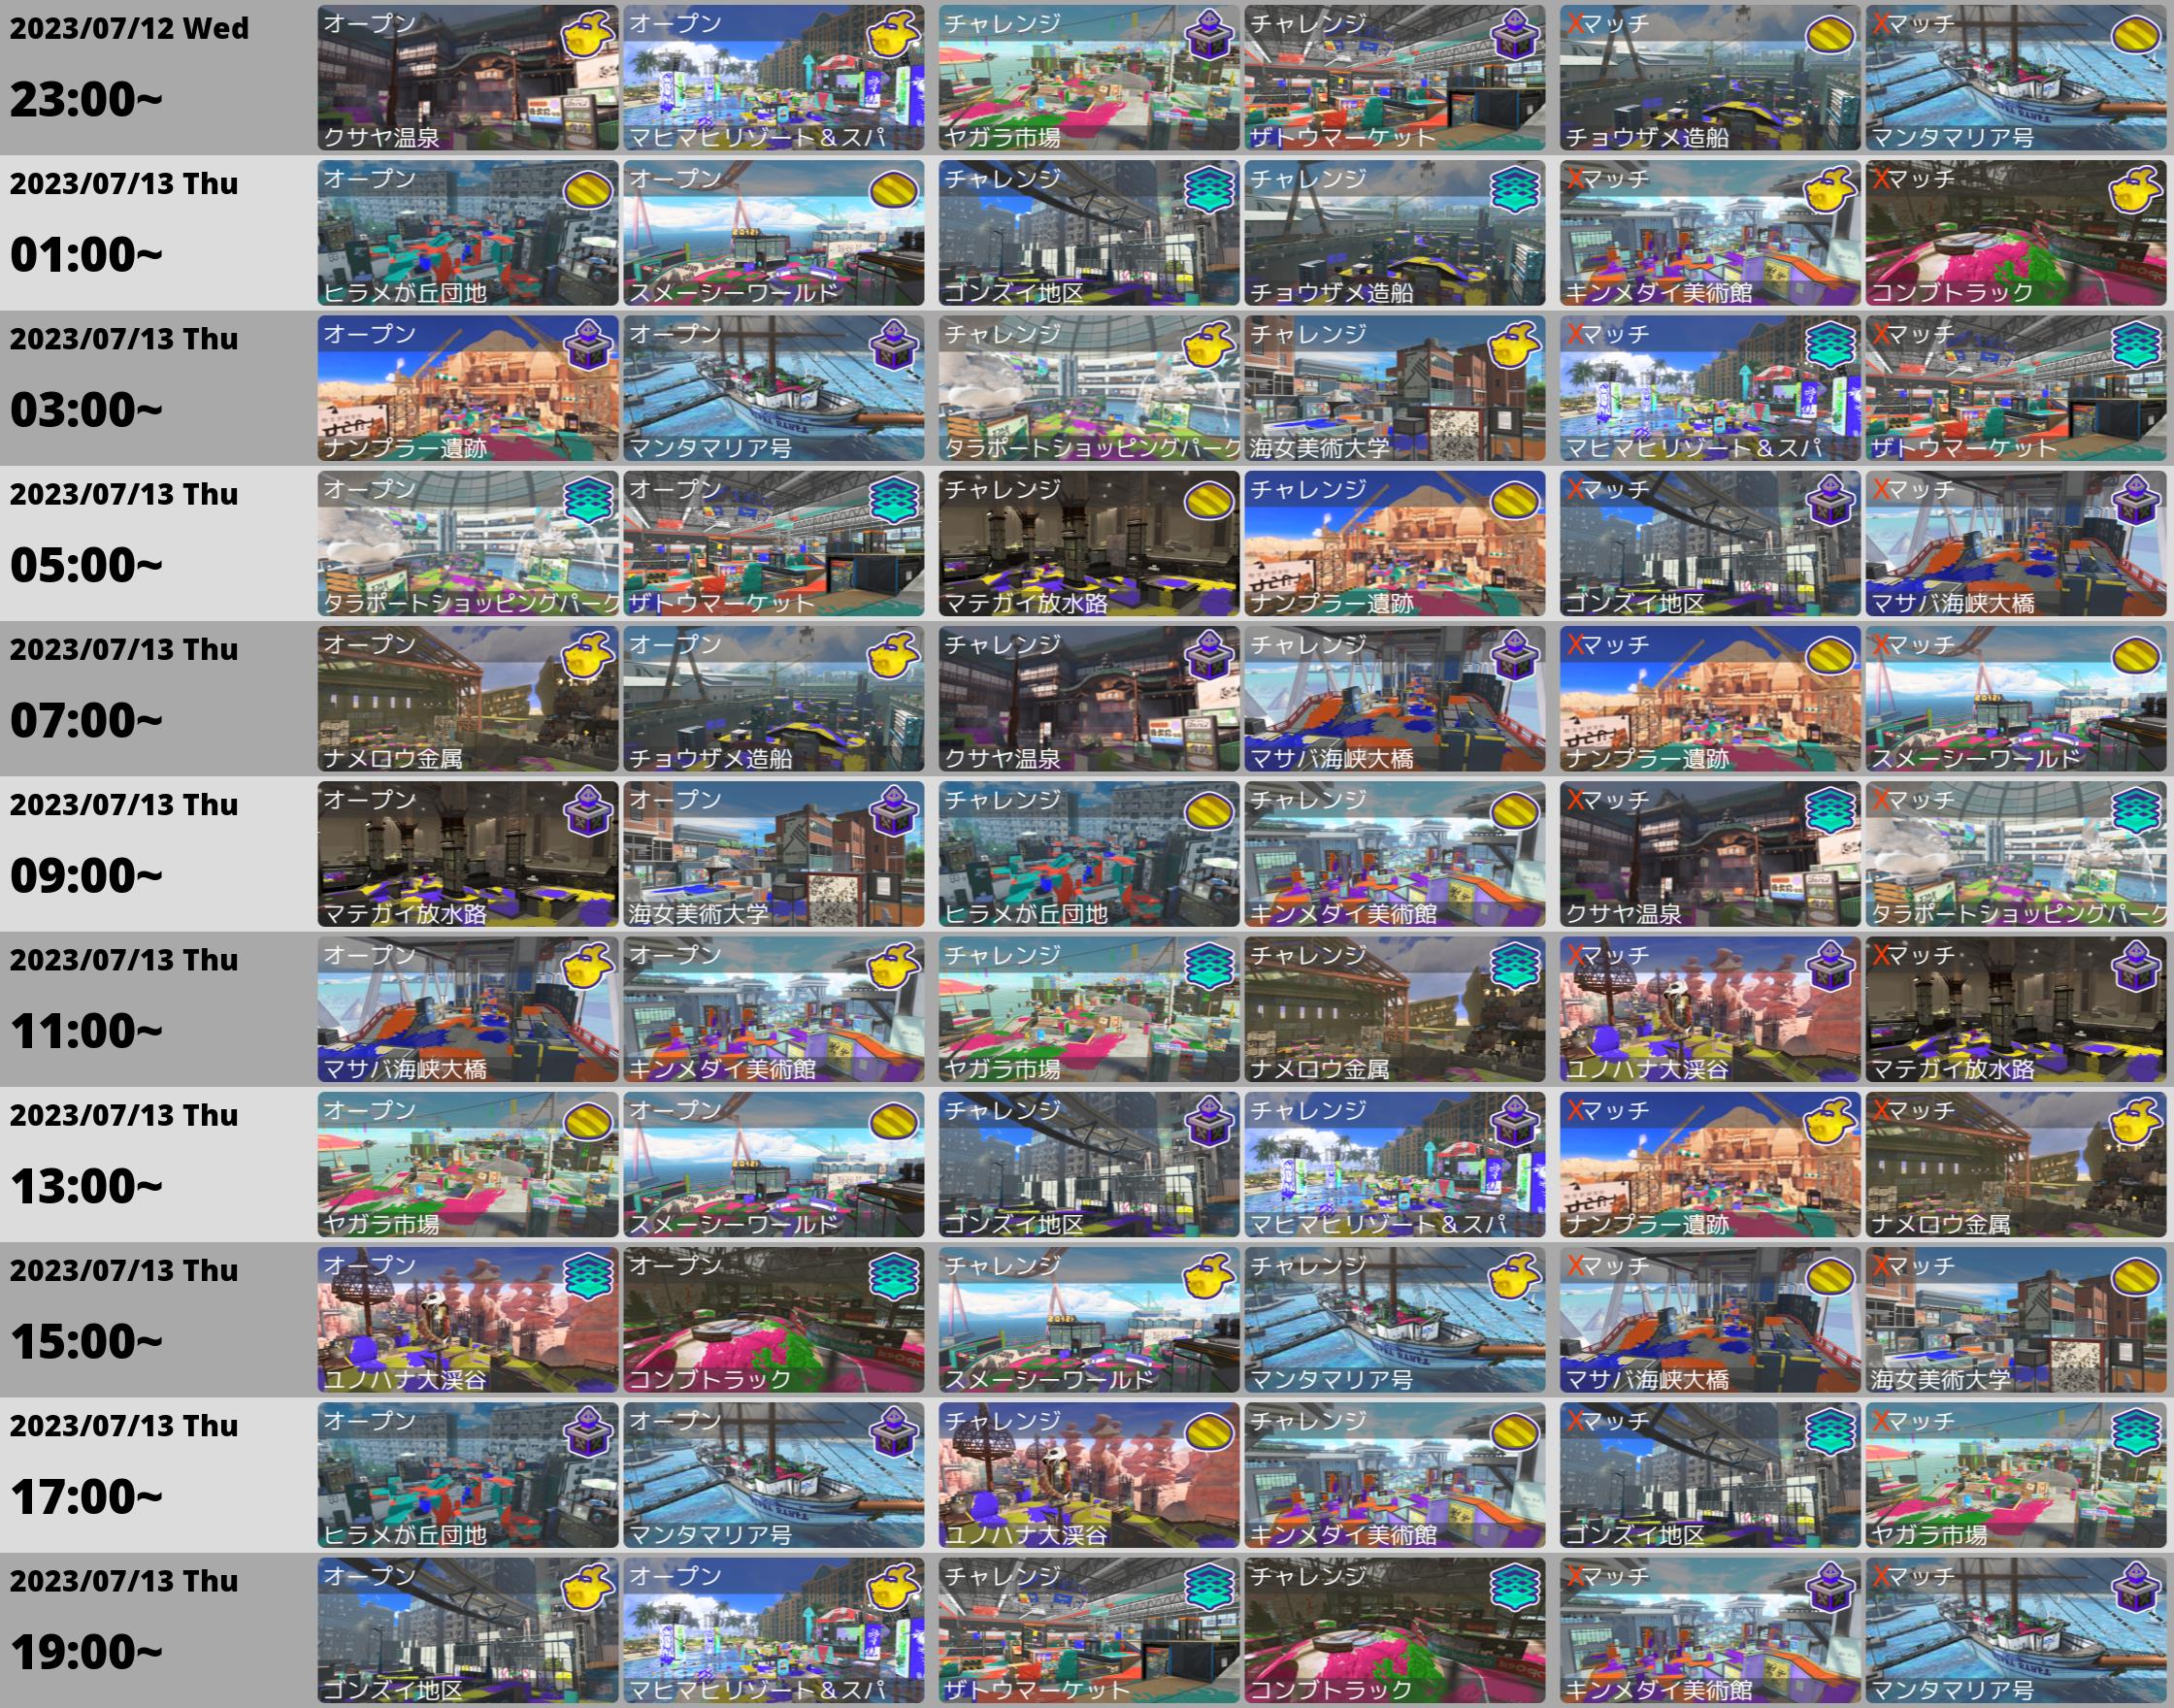 2023/07/12 Wed
23:00~
オープン オープン チャレンジ チャレンジ Xマッチ Xマッチ
クサヤ温泉 マヒマヒリゾート＆スパ ヤガラ市場 ザトウマーケット チョウザメ造船 マンタマリア号
2023/07/13 Thu
01:00~
オープン オープン チャレンジ チャレンジ Xマッチ Xマッチ
ヒラメが丘団地 スメーシーワールド ゴンズイ地区 チョウザメ造船 キンメダイ美術館 コンブトラック
2023/07/13 Thu
03:00~
オープン オープン チャレンジ チャレンジ Xマッチ Xマッチ
ナンプラー遺跡 マンタマリア号 タラポートショッピングパーク 海女美術大学 マヒマヒリゾート＆スパ ザトウマーケット
2023/07/13 Thu
05:00~
オープン オープン チャレンジ チャレンジ Xマッチ Xマッチ
タラポートショッピングパーク ザトウマーケット マテガイ放水路 ナンプラー遺跡 ゴンズイ地区 マサバ海峡大橋
2023/07/13 Thu
07:00~
オープン オープン チャレンジ チャレンジ Xマッチ Xマッチ
ナメロウ金属 チョウザメ造船 クサヤ温泉 マサバ海峡大橋 ナンプラー遺跡 スメーシーワールド
2023/07/13 Thu
09:00~
オープン オープン チャレンジ チャレンジ Xマッチ Xマッチ
マテガイ放水路 海女美術大学 ヒラメが丘団地 キンメダイ美術館 クサヤ温泉 タラポートショッピングパーク
2023/07/13 Thu
11:00~
オープン オープン チャレンジ チャレンジ Xマッチ Xマッチ
マサバ海峡大橋 キンメダイ美術館 ヤガラ市場 ナメロウ金属 ユノハナ大渓谷 マテガイ放水路
2023/07/13 Thu
13:00~
オープン オープン チャレンジ チャレンジ Xマッチ Xマッチ
ヤガラ市場 スメーシーワールド ゴンズイ地区 マヒマヒリゾート＆スパ ナンプラー遺跡 ナメロウ金属
2023/07/13 Thu
15:00~
オープン オープン チャレンジ チャレンジ Xマッチ Xマッチ
ユノハナ大渓谷 コンブトラック スメーシーワールド マンタマリア号 マサバ海峡大橋 海女美術大学
2023/07/13 Thu
17:00~
オープン オープン チャレンジ チャレンジ Xマッチ Xマッチ
ヒラメが丘団地 マンタマリア号 ユノハナ大渓谷 キンメダイ美術館 ゴンズイ地区 ヤガラ市場
2023/07/13 Thu
19:00~
オープン オープン チャレンジ チャレンジ Xマッチ Xマッチ
ゴンズイ地区 マヒマヒリゾート＆スパ ザトウマーケット コンブトラック キンメダイ美術館 マンタマリア号